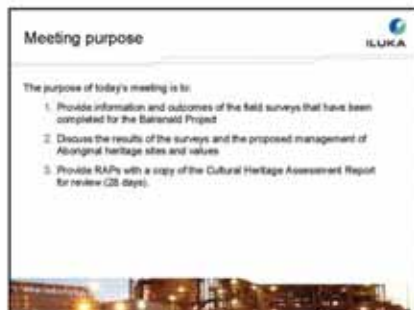 Meeting purpose
ILUKA
The purpose of today's meeting is to:
1. Provide information and outcomes of the field surveys that have been
completed for the Balranald Project
2. Discuss the results of the surveys and the proposed management of
Aboriginal heritage sites and values
3. Provide RAPs with a copy of the Cultural Heritage Assessment Report
for review (28 days).